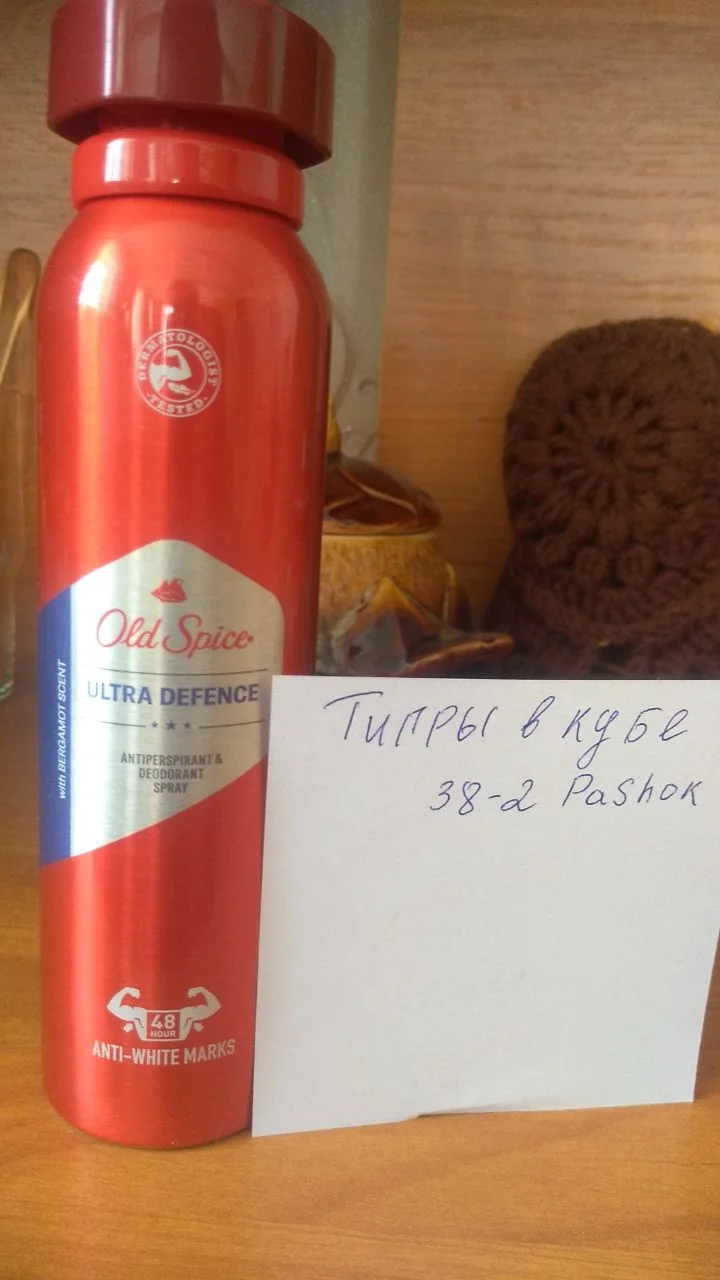 DERMATOLOGIST
TESTED
Old Spice
ULTRA DEFENCE
with BERGAMOT SCENT
ANTIPERSPIRANT &
DEODORANT
SPRAY
48
HOUR
ANTI-WHITE MARKS
Типры в кубе
38-2 Pashok